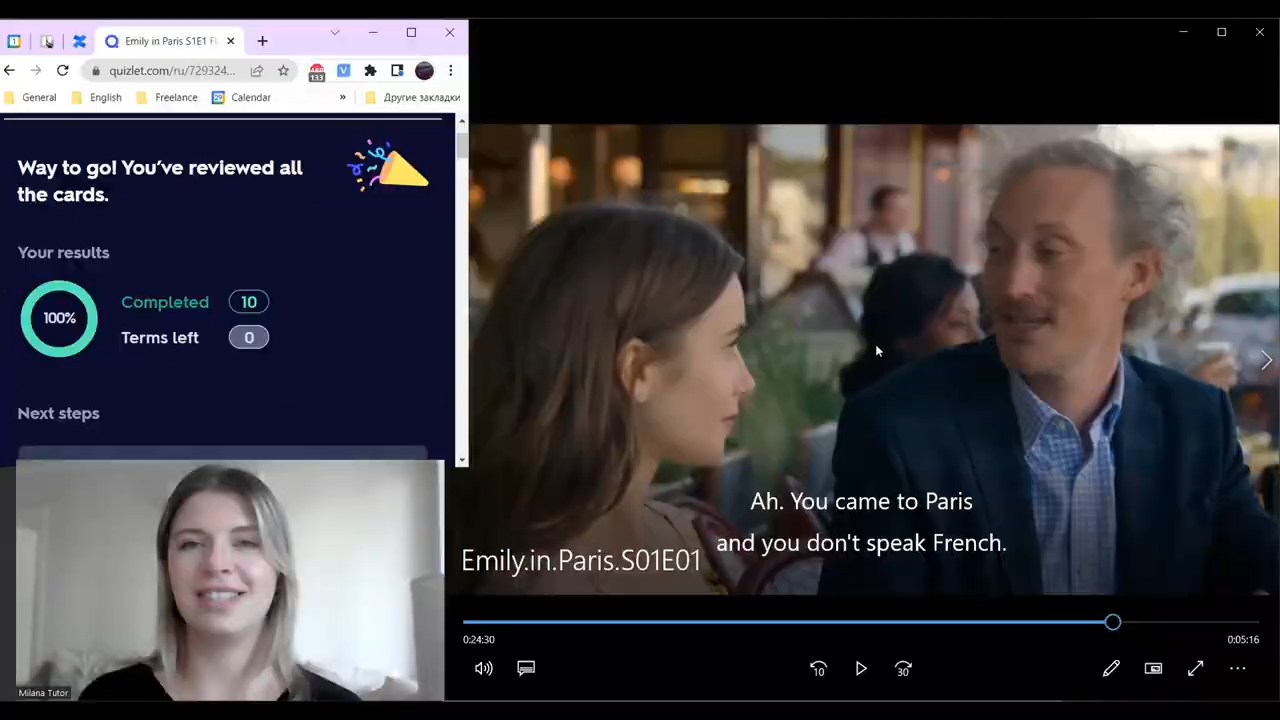 Emily in Paris S1E1 Fl
quizlet.com/ru/729324...
133
General
English
Freelance
29
Calendar
»
Другие закладки
Way to go! You've reviewed all
the cards.
Your results
100%
Completed 10
Terms left 0
Next steps
Milana Tutor
Ah. You came to Paris
and you don't speak French.
Emily.in.Paris.S01E01
0:24:30
0:05:16
10
30